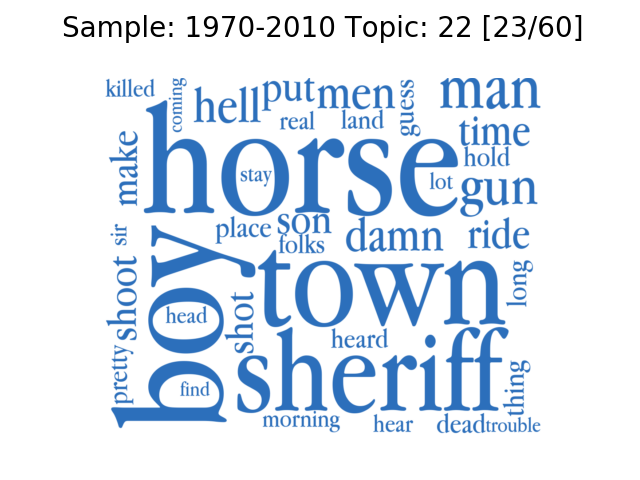 Sample: 1970-2010 Topic: 22 [23/60]
killed
coming
hell
put
men
guess
man
real
land
time
make
horse
stay
lot
hold
gun
sir
place
son
folks
damn
ride
boy
shoot
head
shot
town
long
heard
sheriff
pretty
find
thing
morning
hear
dead
trouble